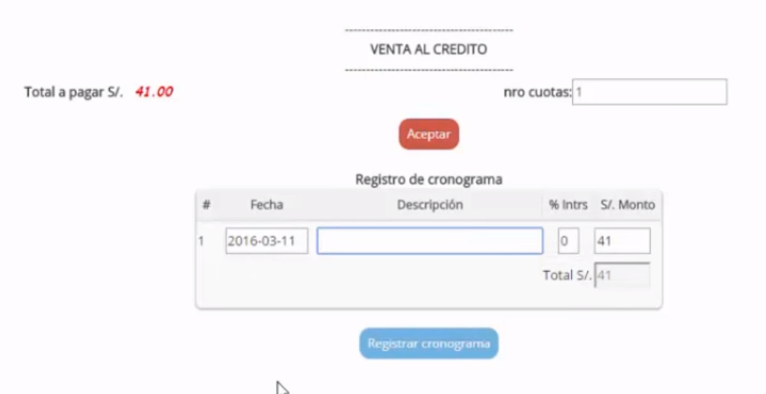 VENTA AL CREDITO
Total a pagar S/. 41.00 nro cuotas: 1
Aceptar
Registro de cronograma
# Fecha Descripción % Intrs S/. Monto
1 2016-03-11 0 41
Total S/. 41
Registrar cronograma